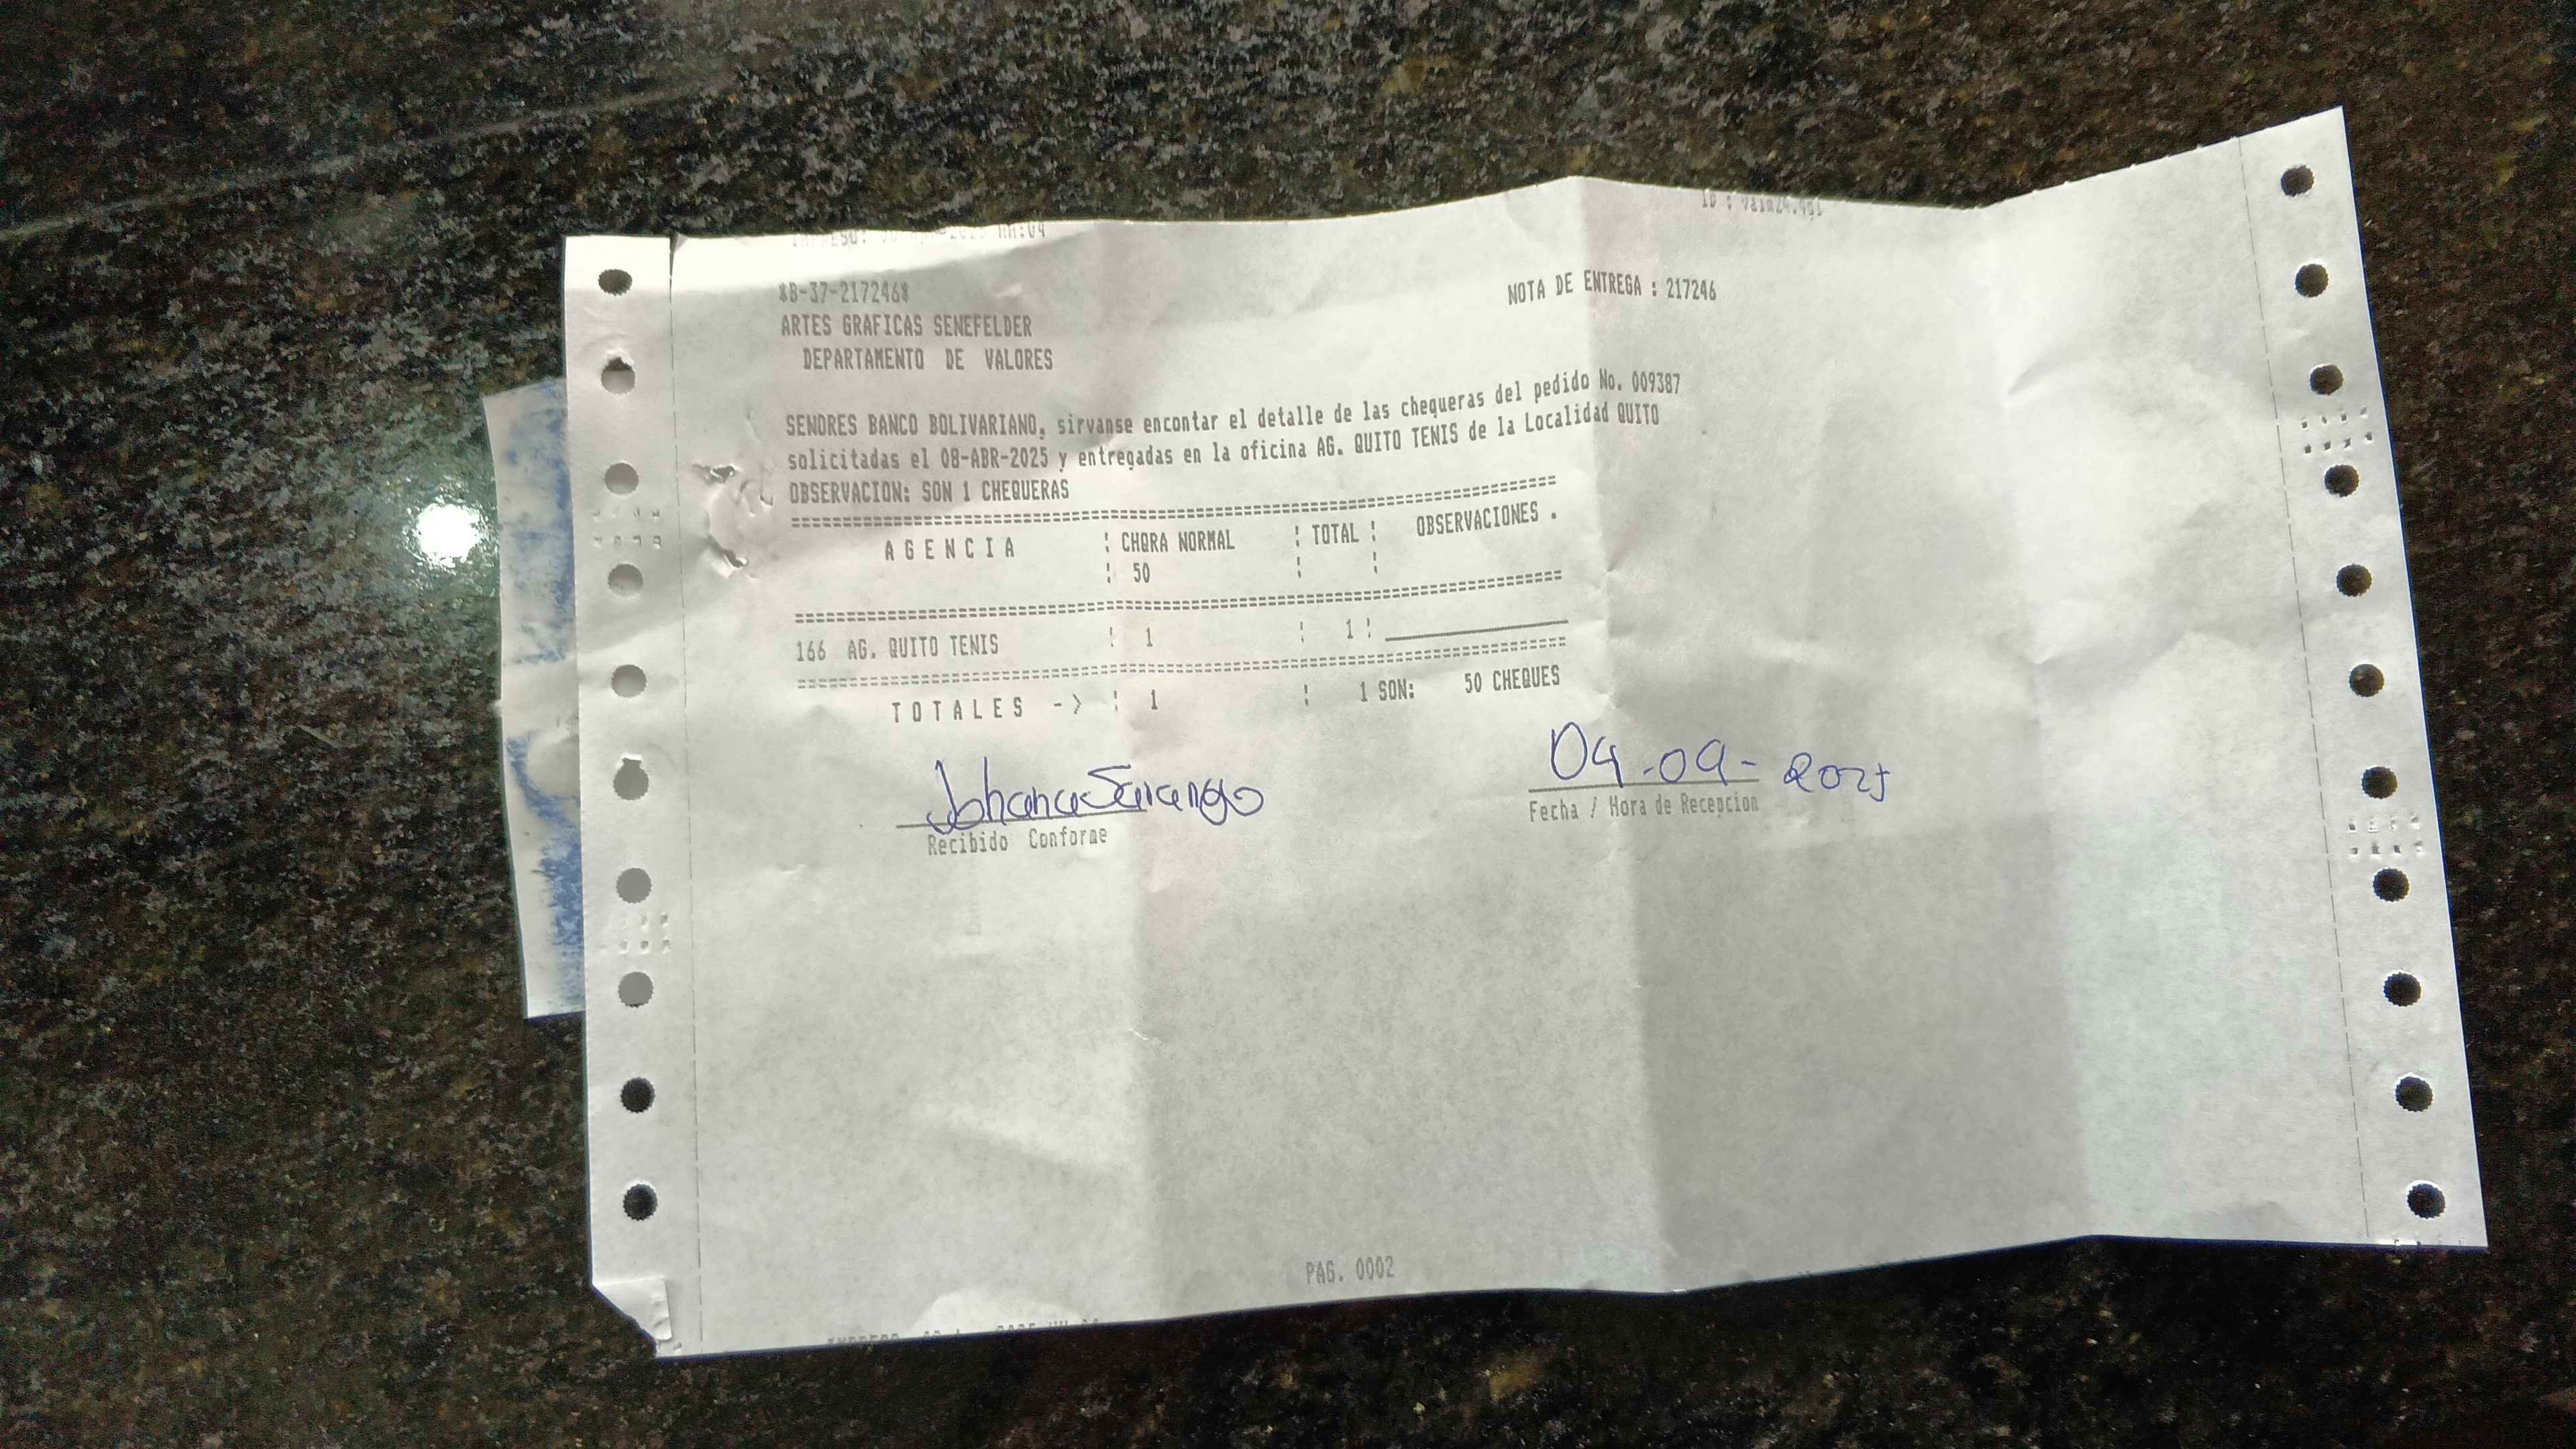 *B-37-217246*
NOTA DE ENTREGA : 217246
ARTES GRAFICAS SENEFELDER
DEPARTAMENTO DE VALORES
SENORES BANCO BOLIVARIANO, sirvanse encontar el detalle de las chequeras del pedido No. 009387
solicitadas el 08-ABR-2025 y entregadas en la oficina AG. QUITO TENIS de la Localidad QUITO
OBSERVACION: SON 1 CHEQUERAS
A G E N C I A ¦ CHQRA NORMAL ¦ TOTAL ¦ OBSERVACIONES .
¦ 50 ¦ ¦
166 AG. QUITO TENIS ¦ 1 ¦ 1 ¦
T O T A L E S -> ¦ 1 ¦ 1 SON: 50 CHEQUES
Johana Sarango
04-09-2025
Recibido Conforme
Fecha / Hora de Recepcion
PAG. 0002